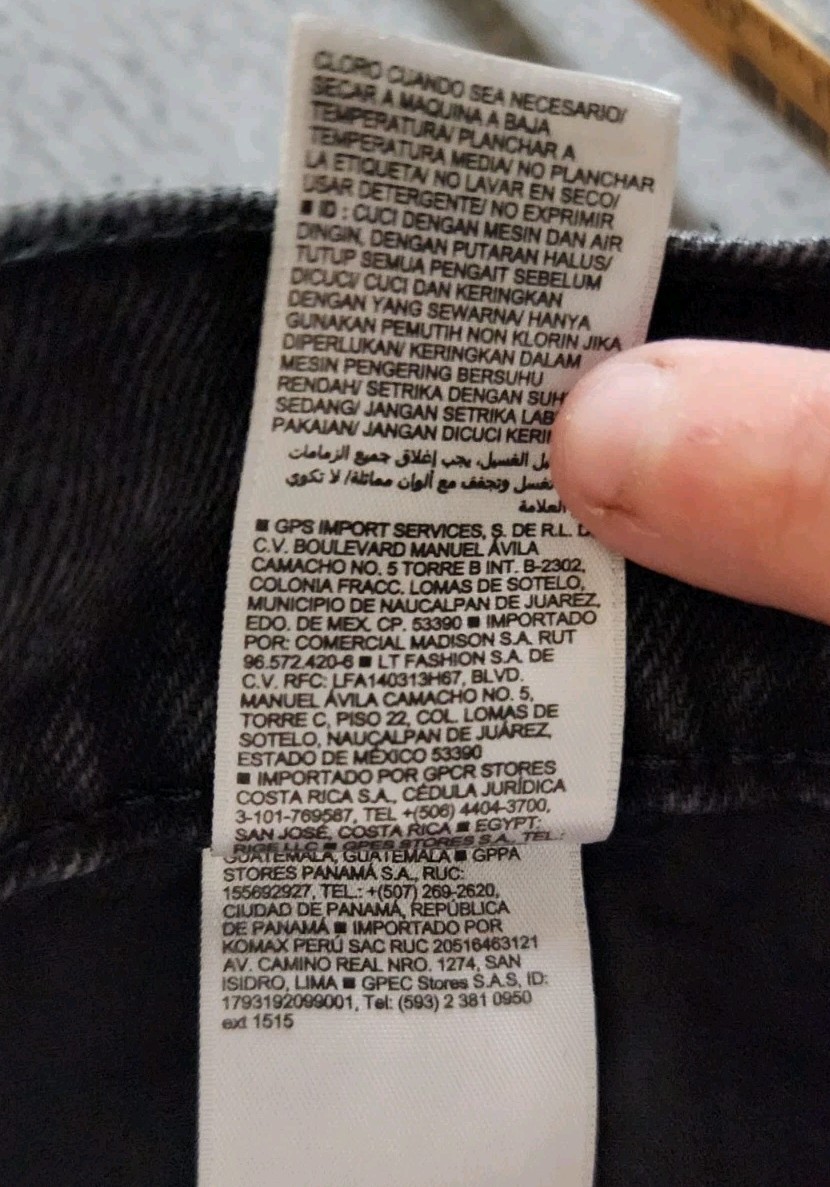 CLORO CUANDO SEA NECESARIO/
SECAR A MAQUINA A BAJA
TEMPERATURA/ PLANCHAR A
TEMPERATURA MEDIA/ NO PLANCHAR
LA ETIQUETA/ NO LAVAR EN SECO/
USAR DETERGENTE/ NO EXPRIMIR
■ ID : CUCI DENGAN MESIN DAN AIR
DINGIN, DENGAN PUTARAN HALUS/
TUTUP SEMUA PENGAIT SEBELUM
DICUCI/ CUCI DAN KERINGKAN
DENGAN YANG SEWARNA/ HANYA
GUNAKAN PEMUTIH NON KLORIN JIKA
DIPERLUKAN/ KERINGKAN DALAM
MESIN PENGERING BERSUHU
RENDAH/ SETRIKA DENGAN
SEDANG/ JANGAN SETRIKA
PAKAIAN/ JANGAN DICUCI
الغسيل، يجب إغلاق جميع الزمامات
وتجفف مع ألوان مماثلة/ لا تكوي
العلامة
■ GPS IMPORT SERVICES, S. DE R.L.
C.V. BOULEVARD MANUEL ÁVILA
CAMACHO NO. 5 TORRE B INT. B-2302,
COLONIA FRACC. LOMAS DE SOTELO,
MUNICIPIO DE NAUCALPAN DE JUAREZ,
EDO. DE MEX. CP. 53390 ■ IMPORTADO
POR: COMERCIAL MADISON S.A. RUT
96.572.420-6 ■ LT FASHION S.A. DE
C.V. RFC: LFA140313H67, BLVD.
MANUEL ÁVILA CAMACHO NO. 5,
TORRE C, PISO 22, COL. LOMAS DE
SOTELO, NAUCALPAN DE JUÁREZ,
ESTADO DE MÉXICO 53390
■ IMPORTADO POR GPCR STORES
COSTA RICA S.A., CÉDULA JURÍDICA
3-101-769587, TEL +(506) 4404-3700,
SAN JOSÉ, COSTA RICA ■ EGYPT:
RIGE LLC ■ GPES STORES S.A. TEL.:
GUATEMALA, GUATEMALA ■ GPPA
STORES PANAMÁ S.A., RUC:
155692927, TEL.: +(507) 269-2620,
CIUDAD DE PANAMÁ, REPÚBLICA
DE PANAMÁ ■ IMPORTADO POR
KOMAX PERÚ SAC RUC 20516463121
AV. CAMINO REAL NRO. 1274, SAN
ISIDRO, LIMA ■ GPEC Stores S.A.S, ID:
1793192099001, Tel: (593) 2 381 0950
ext 1515